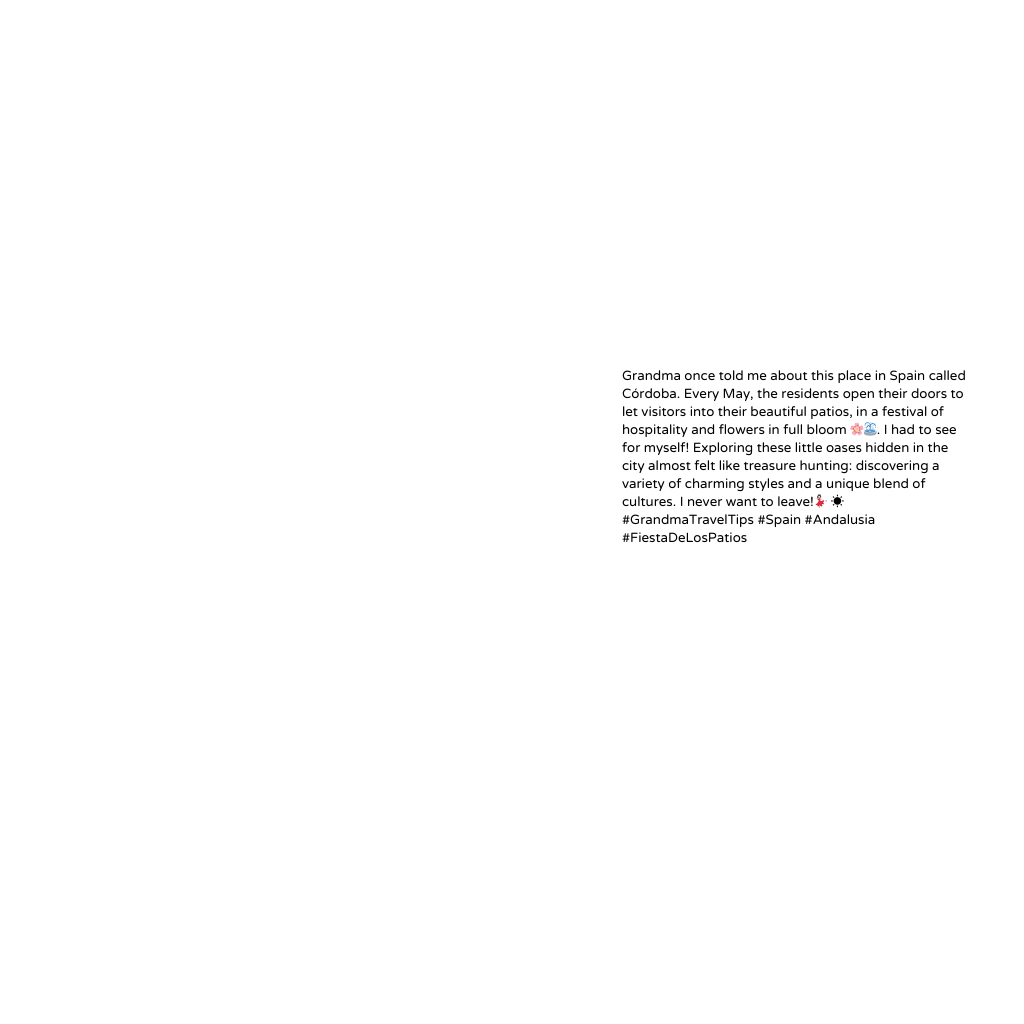 Grandma once told me about this place in Spain called
Córdoba. Every May, the residents open their doors to
let visitors into their beautiful patios, in a festival of
hospitality and flowers in full bloom 🌸⛲. I had to see
for myself! Exploring these little oases hidden in the
city almost felt like treasure hunting: discovering a
variety of charming styles and a unique blend of
cultures. I never want to leave!💃 ☀
#GrandmaTravelTips #Spain #Andalusia
#FiestaDeLosPatios